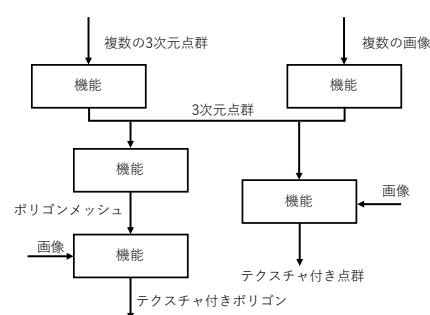 複数の3次元点群
複数の画像
機能
機能
3次元点群
機能
機能
画像
ポリゴンメッシュ
画像
機能
テクスチャ付き点群
テクスチャ付きポリゴン